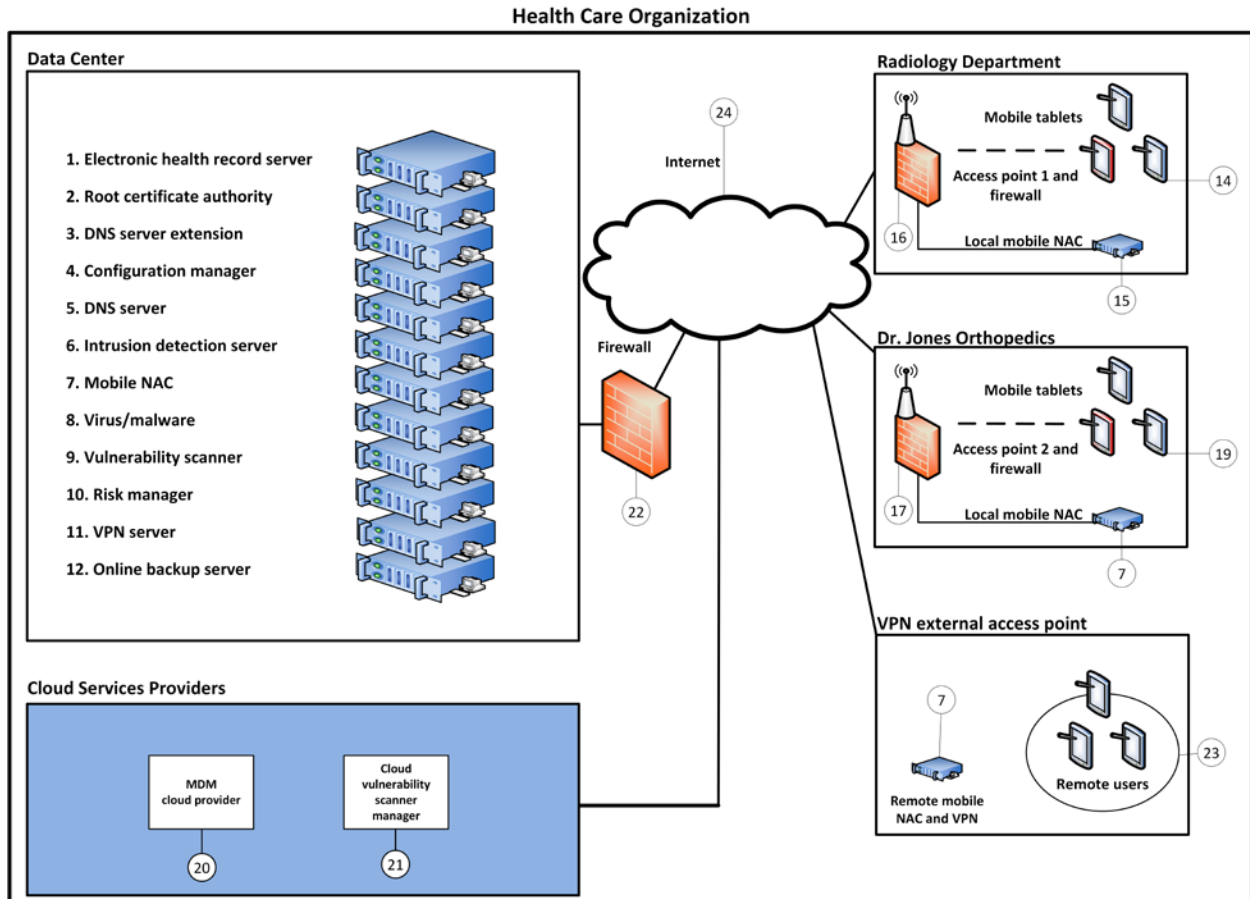 Health Care Organization
Data Center
1. Electronic health record server
2. Root certificate authority
3. DNS server extension
4. Configuration manager
5. DNS server
6. Intrusion detection server
7. Mobile NAC
8. Virus/malware
9. Vulnerability scanner
10. Risk manager
11. VPN server
12. Online backup server
Firewall
22
24
Internet
Radiology Department
Mobile tablets
Access point 1 and
firewall
14
16
Local mobile NAC
15
Dr. Jones Orthopedics
Mobile tablets
Access point 2 and
firewall
19
17
Local mobile NAC
7
VPN external access point
7
Remote mobile
NAC and VPN
Remote users
23
Cloud Services Providers
MDM
cloud provider
20
Cloud
vulnerability
scanner
manager
21